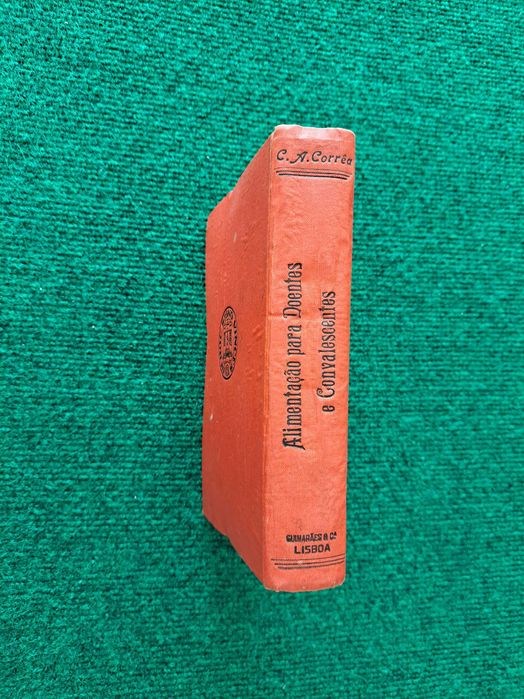 C. A. Corrêa
Alimentação para Doentes
e Convalescentes
GUIMARÃES & Cª
LISBOA